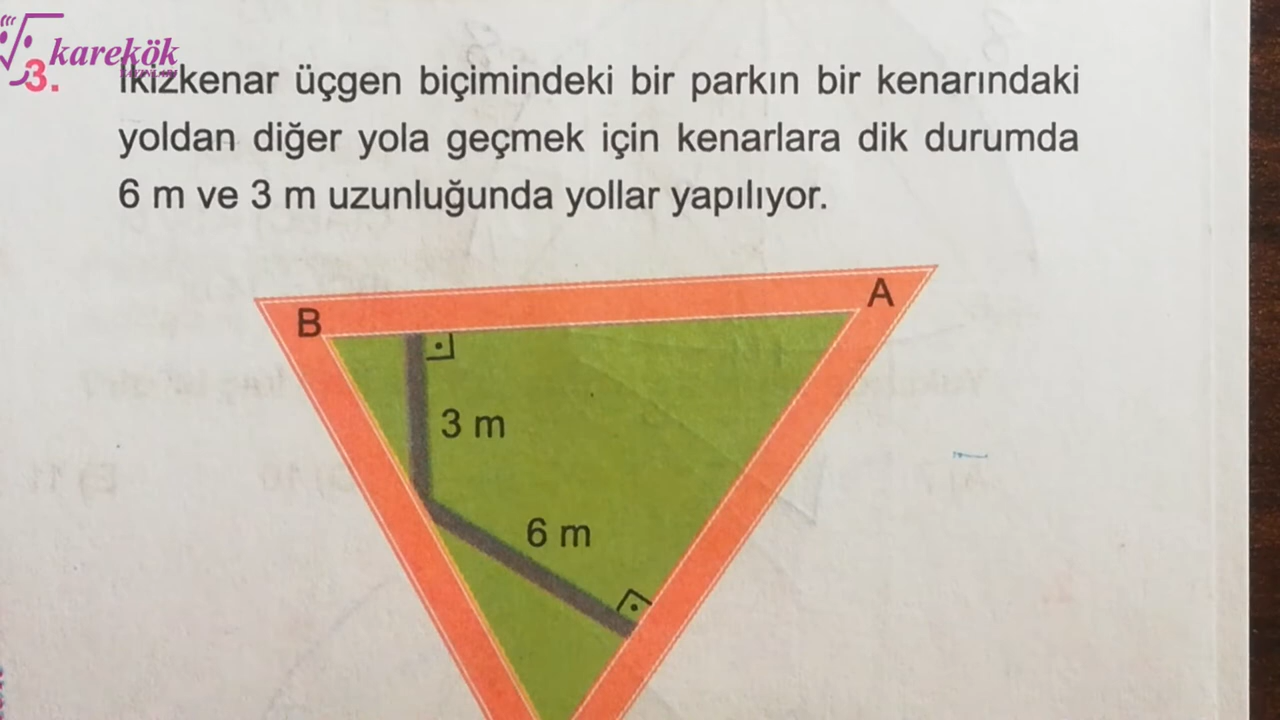 karekök
YAYINLARI
3. İkizkenar üçgen biçimindeki bir parkın bir kenarındaki
yoldan diğer yola geçmek için kenarlara dik durumda
6 m ve 3 m uzunluğunda yollar yapılıyor.
B
A
3 m
6 m